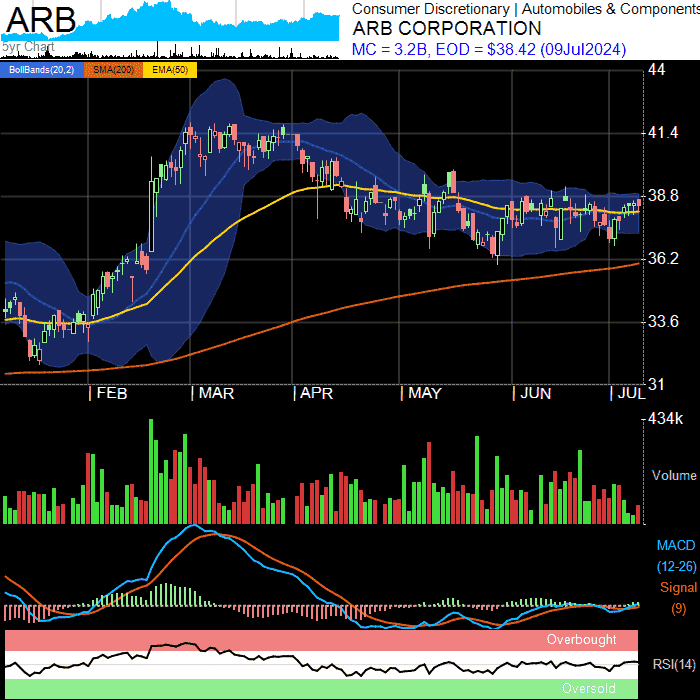 ARB
5yr Chart
Consumer Discretionary | Automobiles & Components
ARB CORPORATION
MC = 3.2B, EOD = $38.42 (09Jul2024)
BollBands(20,2) SMA(200) EMA(50)
44
41.4
38.8
36.2
33.6
31
| FEB | MAR | APR | MAY | JUN | JUL
434k
Volume
MACD
(12-26)
Signal
(9)
Overbought
RSI(14)
Oversold